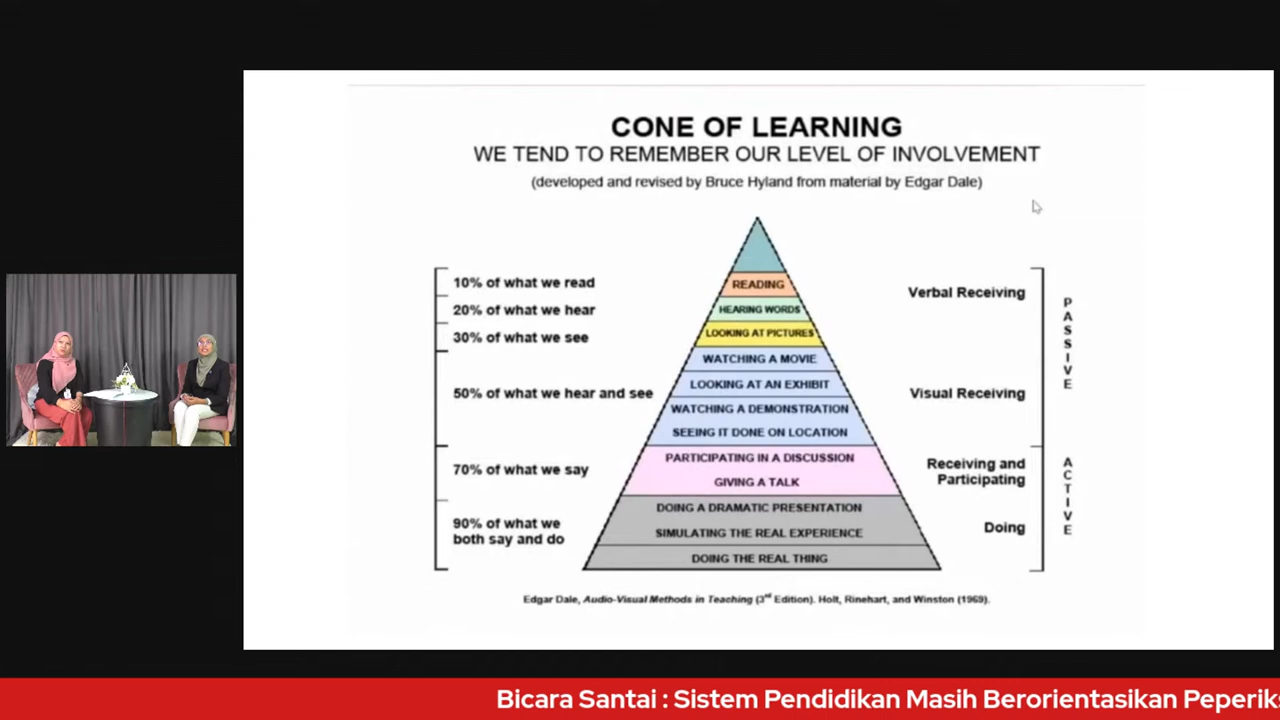 CONE OF LEARNING
WE TEND TO REMEMBER OUR LEVEL OF INVOLVEMENT
(developed and revised by Bruce Hyland from material by Edgar Dale)
10% of what we read
20% of what we hear
30% of what we see
50% of what we hear and see
70% of what we say
90% of what we
both say and do
READING
HEARING WORDS
LOOKING AT PICTURES
WATCHING A MOVIE
LOOKING AT AN EXHIBIT
WATCHING A DEMONSTRATION
SEEING IT DONE ON LOCATION
PARTICIPATING IN A DISCUSSION
GIVING A TALK
DOING A DRAMATIC PRESENTATION
SIMULATING THE REAL EXPERIENCE
DOING THE REAL THING
Verbal Receiving
Visual Receiving
Receiving and
Participating
Doing
PASSIVE
ACTIVE
Edgar Dale, Audio-Visual Methods in Teaching (3rd Edition). Holt, Rinehart, and Winston (1969).
Bicara Santai : Sistem Pendidikan Masih Berorientasikan Peperik